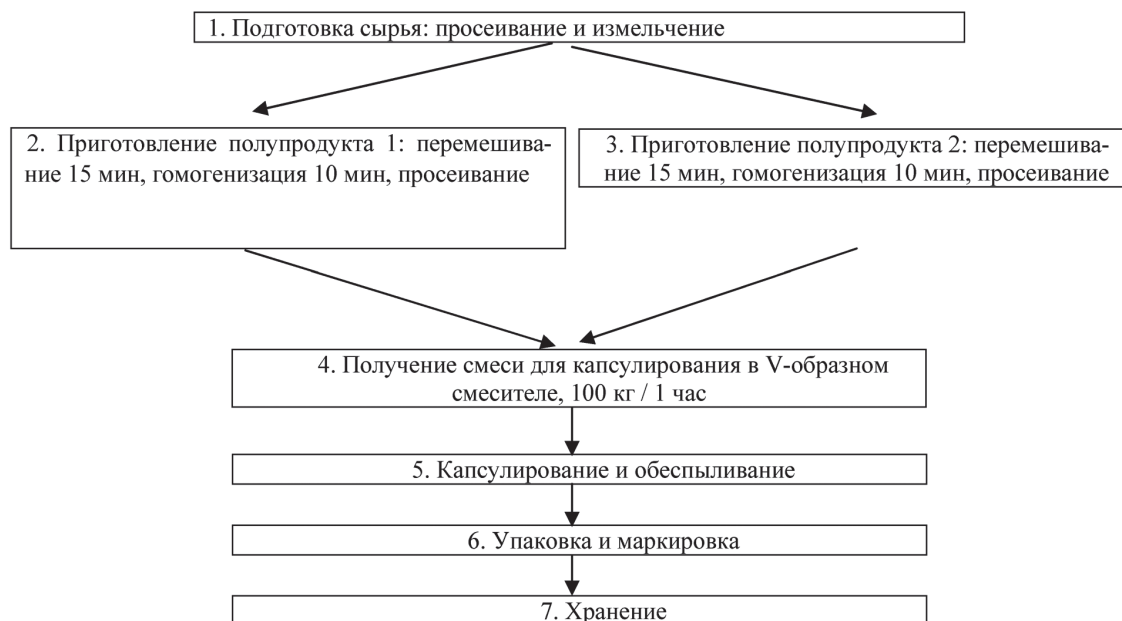 1. Подготовка сырья: просеивание и измельчение
2. Приготовление полупродукта 1: перемешива-
ние 15 мин, гомогенизация 10 мин, просеивание
3. Приготовление полупродукта 2: перемешива-
ние 15 мин, гомогенизация 10 мин, просеивание
4. Получение смеси для капсулирования в V-образном
смесителе, 100 кг / 1 час
5. Капсулирование и обеспыливание
6. Упаковка и маркировка
7. Хранение